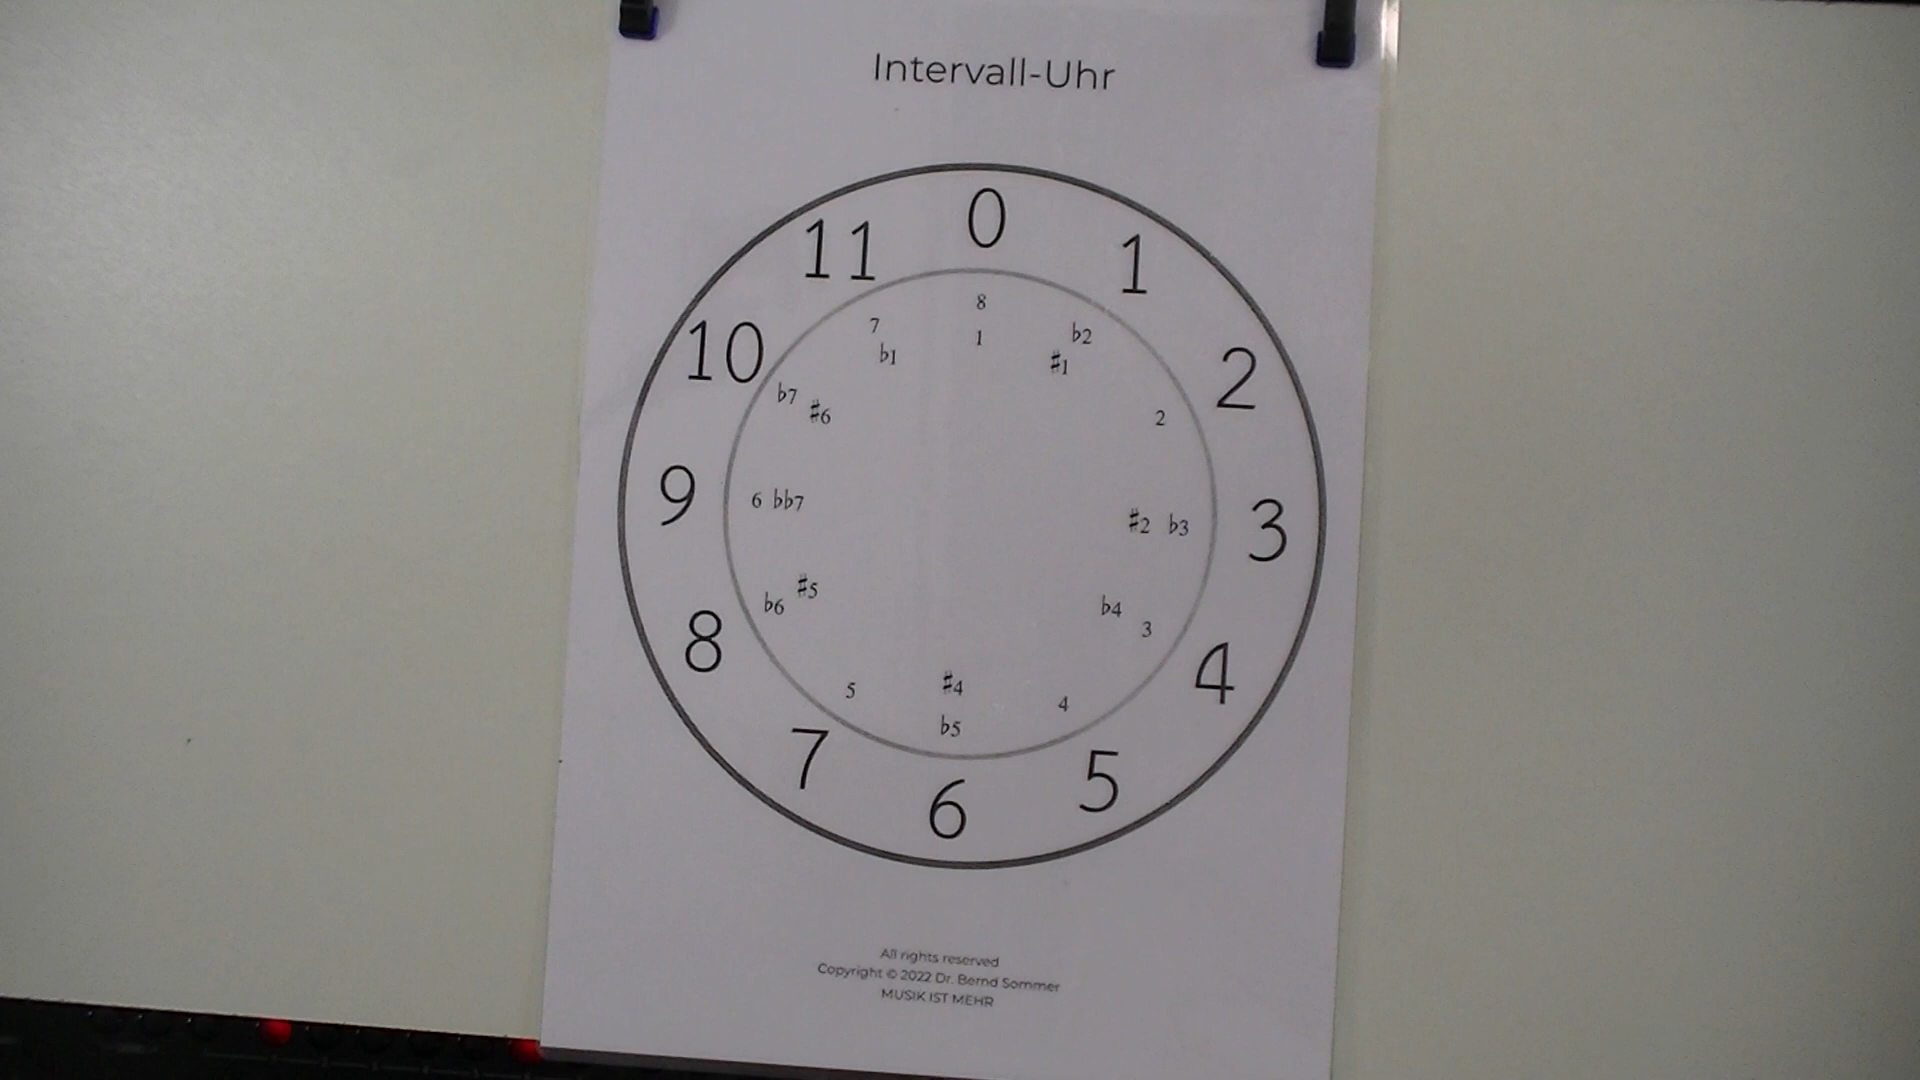 Intervall-Uhr
0
1
2
3
4
5
6
7
8
9
10
11
8
1
b2
♯1
2
♯2 b3
b4
3
4
♯4
b5
5
♯5
b6
6 bb7
b7
♯6
7
b1
All rights reserved
Copyright © 2022 Dr. Bernd Sommer
MUSIK IST MEHR